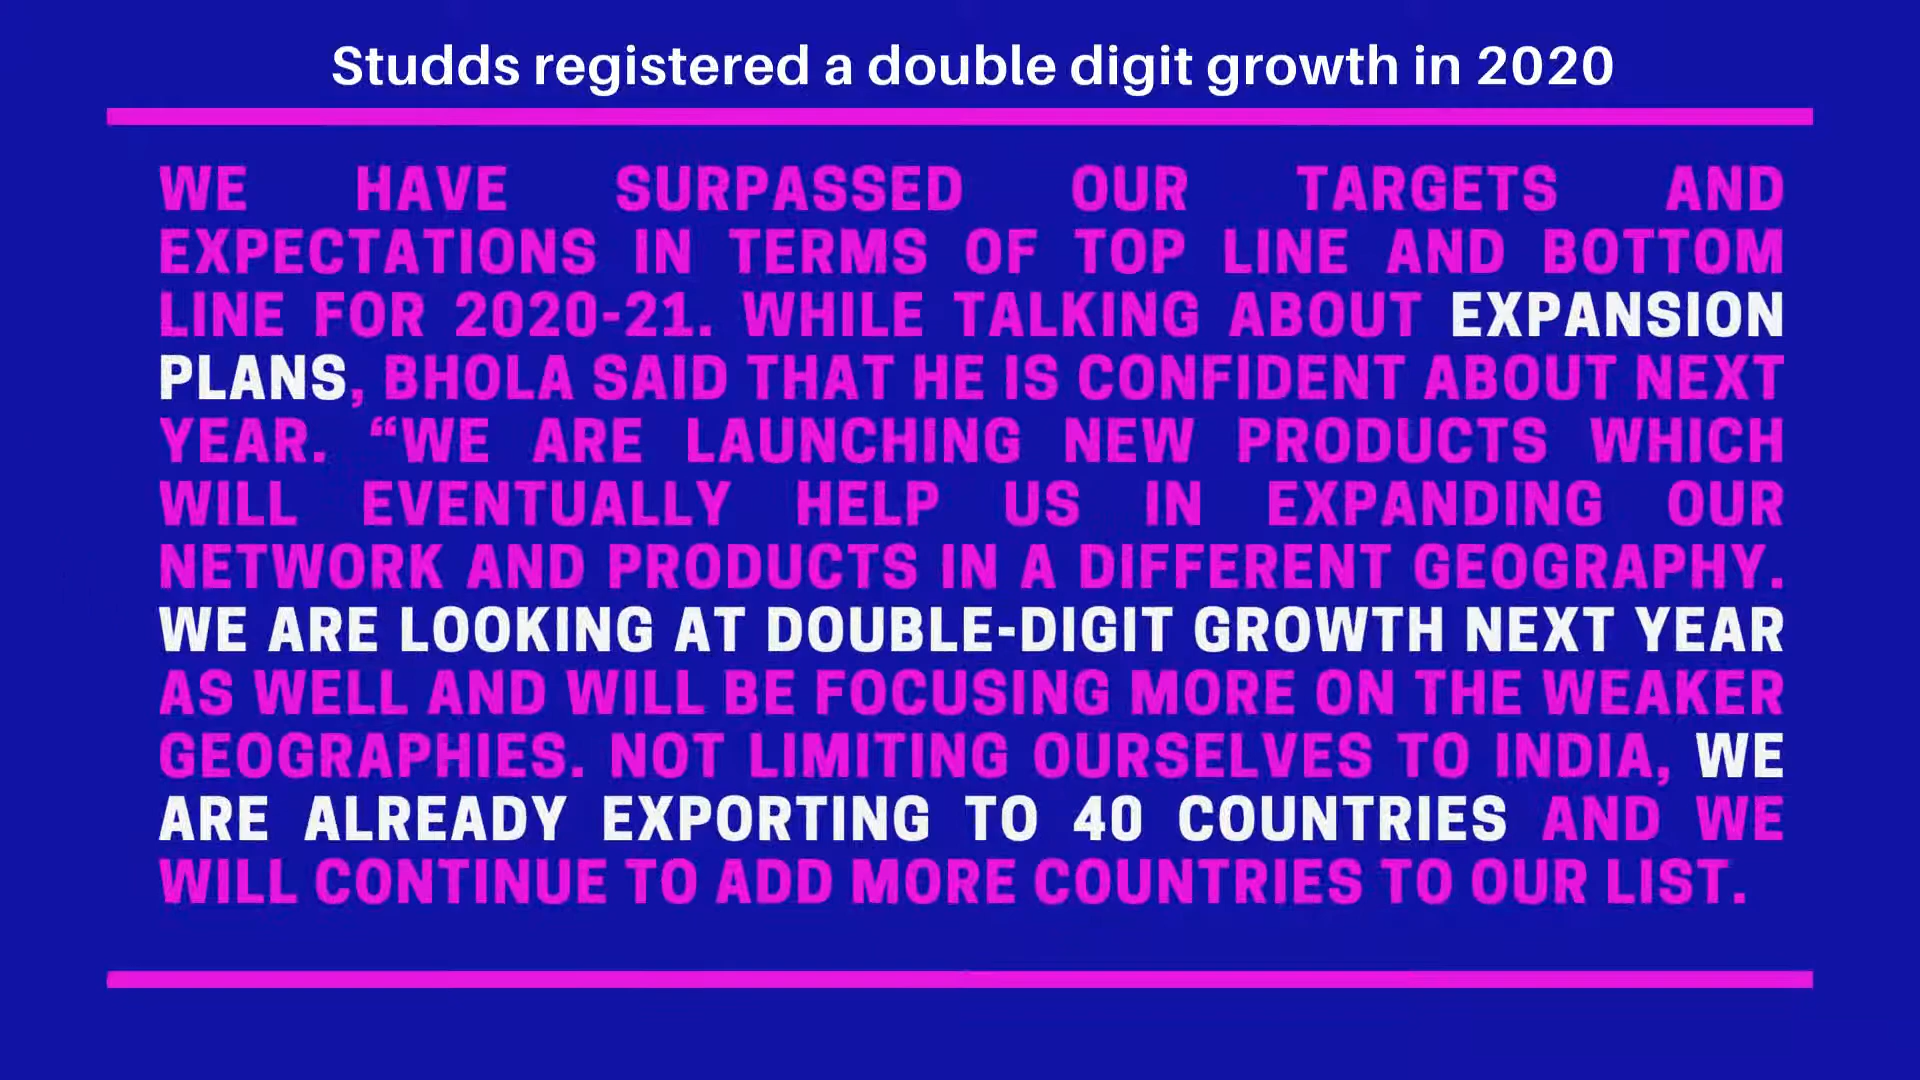 Studds registered a double digit growth in 2020
WE HAVE SURPASSED OUR TARGETS AND
EXPECTATIONS IN TERMS OF TOP LINE AND BOTTOM
LINE FOR 2020-21. WHILE TALKING ABOUT EXPANSION
PLANS, BHOLA SAID THAT HE IS CONFIDENT ABOUT NEXT
YEAR. “WE ARE LAUNCHING NEW PRODUCTS WHICH
WILL EVENTUALLY HELP US IN EXPANDING OUR
NETWORK AND PRODUCTS IN A DIFFERENT GEOGRAPHY.
WE ARE LOOKING AT DOUBLE-DIGIT GROWTH NEXT YEAR
AS WELL AND WILL BE FOCUSING MORE ON THE WEAKER
GEOGRAPHIES. NOT LIMITING OURSELVES TO INDIA, WE
ARE ALREADY EXPORTING TO 40 COUNTRIES AND WE
WILL CONTINUE TO ADD MORE COUNTRIES TO OUR LIST.